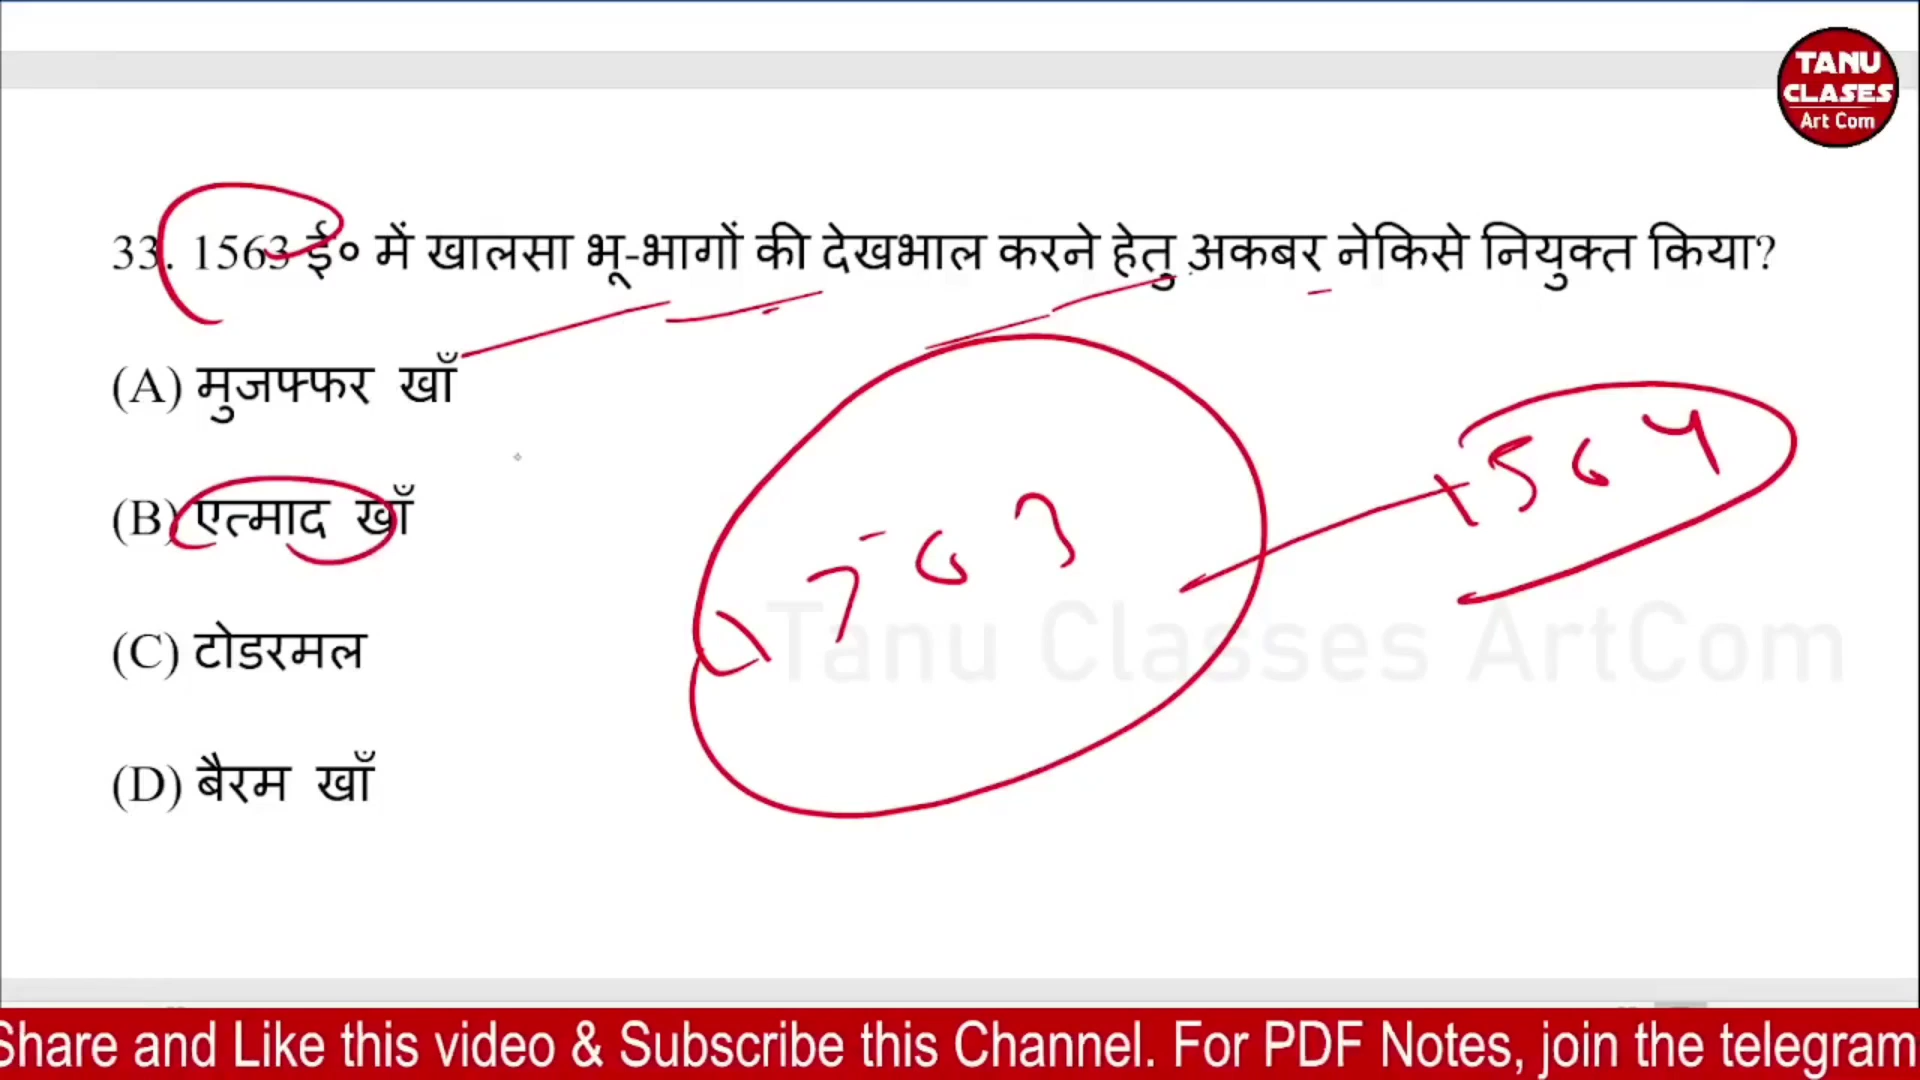 TANU
CLASES
Art Com
33. 1563 ई० में खालसा भू-भागों की देखभाल करने हेतु अकबर नेकिसे नियुक्त किया?
(A) मुजफ्फर खाँ
(B) एत्माद खाँ
1564
1563
(C) टोडरमल
Tanu Classes ArtCom
(D) बैरम खाँ
Share and Like this video & Subscribe this Channel. For PDF Notes, join the telegram